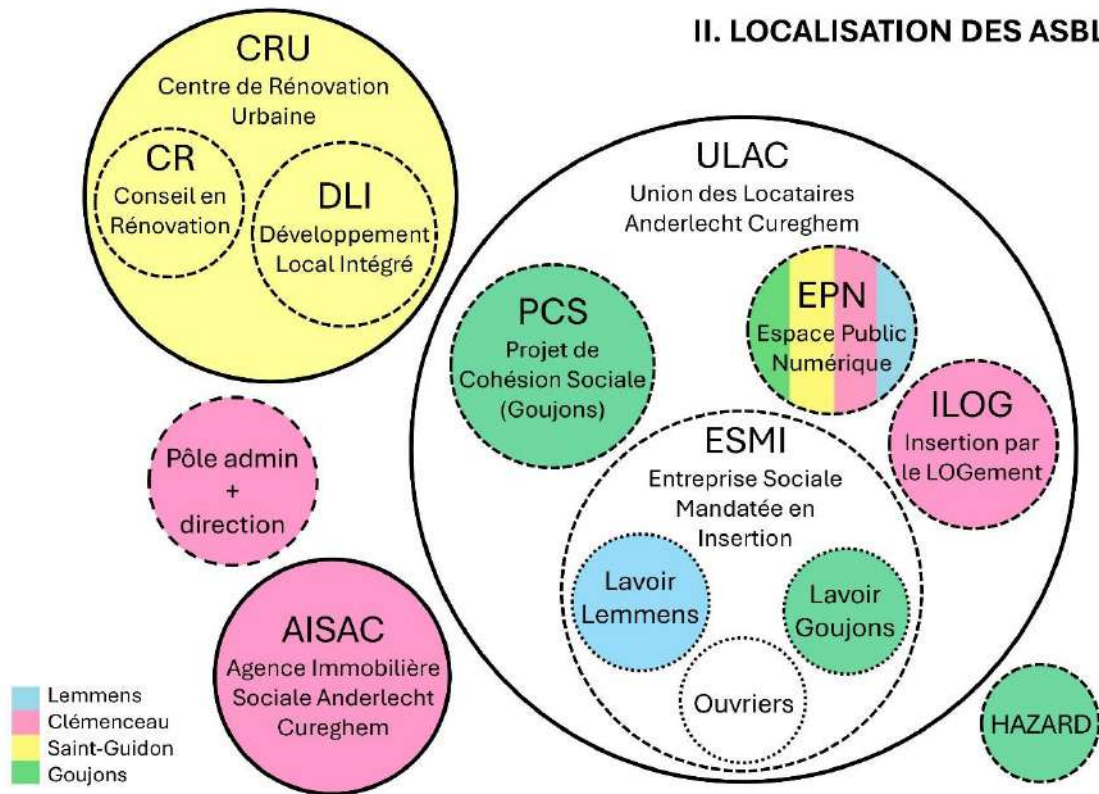 II. LOCALISATION DES ASBL
CRU
Centre de Rénovation
Urbaine
CR
Conseil en
Rénovation
DLI
Développement
Local Intégré
ULAC
Union des Locataires
Anderlecht Cureghem
PCS
Projet de
Cohésion Sociale
(Goujons)
EPN
Espace Public
Numérique
ILOG
Insertion par
le LOGement
ESMI
Entreprise Sociale
Mandatée en
Insertion
Lavoir
Lemmens
Lavoir
Goujons
Ouvriers
Pôle admin
+
direction
AISAC
Agence Immobilière
Sociale Anderlecht
Cureghem
HAZARD
Lemmens
Clémenceau
Saint-Guidon
Goujons